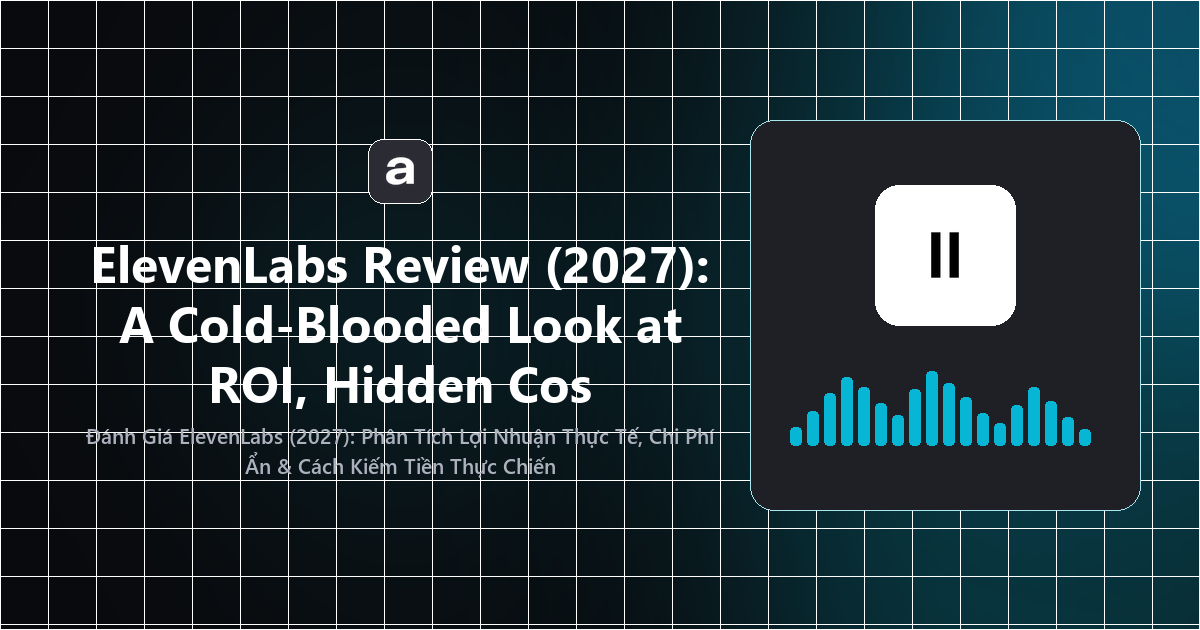 a
ElevenLabs Review (2027):
A Cold-Blooded Look at
ROI, Hidden Cos
Đánh Giá ElevenLabs (2027): Phân Tích Lợi Nhuận Thực Tế, Chi Phí
Ẩn & Cách Kiếm Tiền Thực Chiến
II